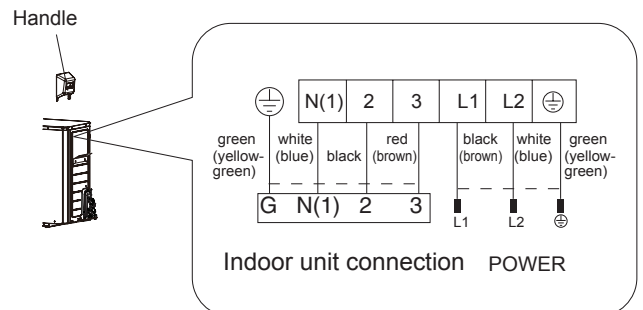 Handle
N(1) 2 3 L1 L2
green (yellow-green)
white (blue)
black
red (brown)
black (brown)
white (blue)
green (yellow-green)
G N(1) 2 3
L1 L2
Indoor unit connection POWER